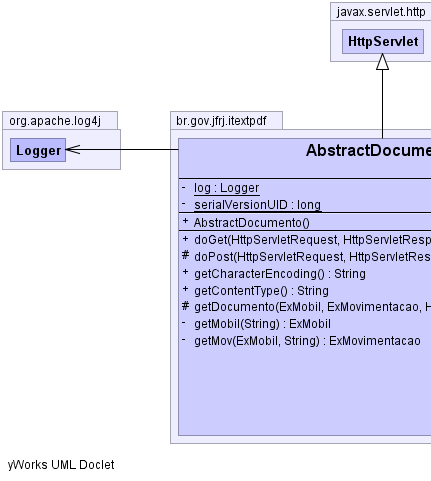 javax.servlet.http
HttpServlet
org.apache.log4j
Logger
br.gov.jfrj.itextpdf
AbstractDocume
- log : Logger
- serialVersionUID : long
+ AbstractDocumento()
+ doGet(HttpServletRequest, HttpServletResp
# doPost(HttpServletRequest, HttpServletRes
+ getCharacterEncoding() : String
+ getContentType() : String
# getDocumento(ExMobil, ExMovimentacao, H
- getMobil(String) : ExMobil
- getMov(ExMobil, String) : ExMovimentacao
yWorks UML Doclet